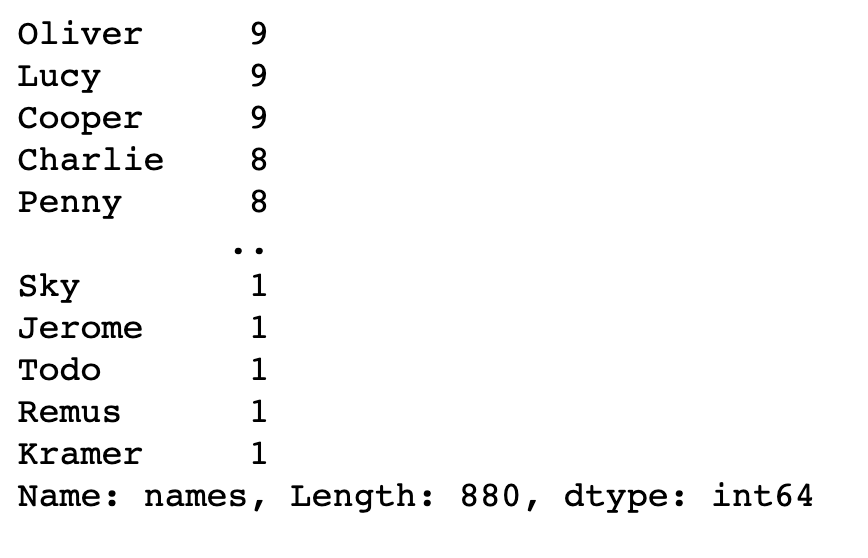 Oliver 9
Lucy 9
Cooper 9
Charlie 8
Penny 8
..
Sky 1
Jerome 1
Todo 1
Remus 1
Kramer 1
Name: names, Length: 880, dtype: int64